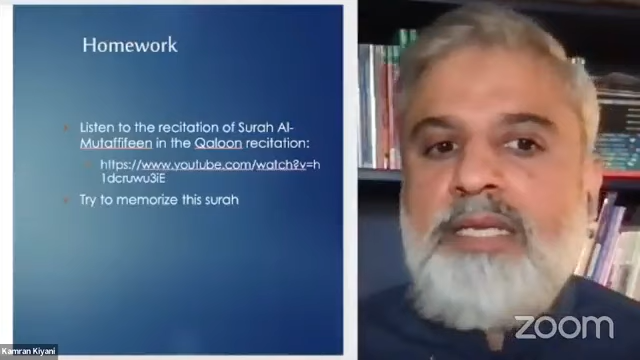 Homework
Listen to the recitation of Surah Al-
Mutaffifeen in the Qaloon recitation:
https://www.youtube.com/watch?v=h
1dcruwu3iE
Try to memorize this surah
Kamran Kiyani
zoom